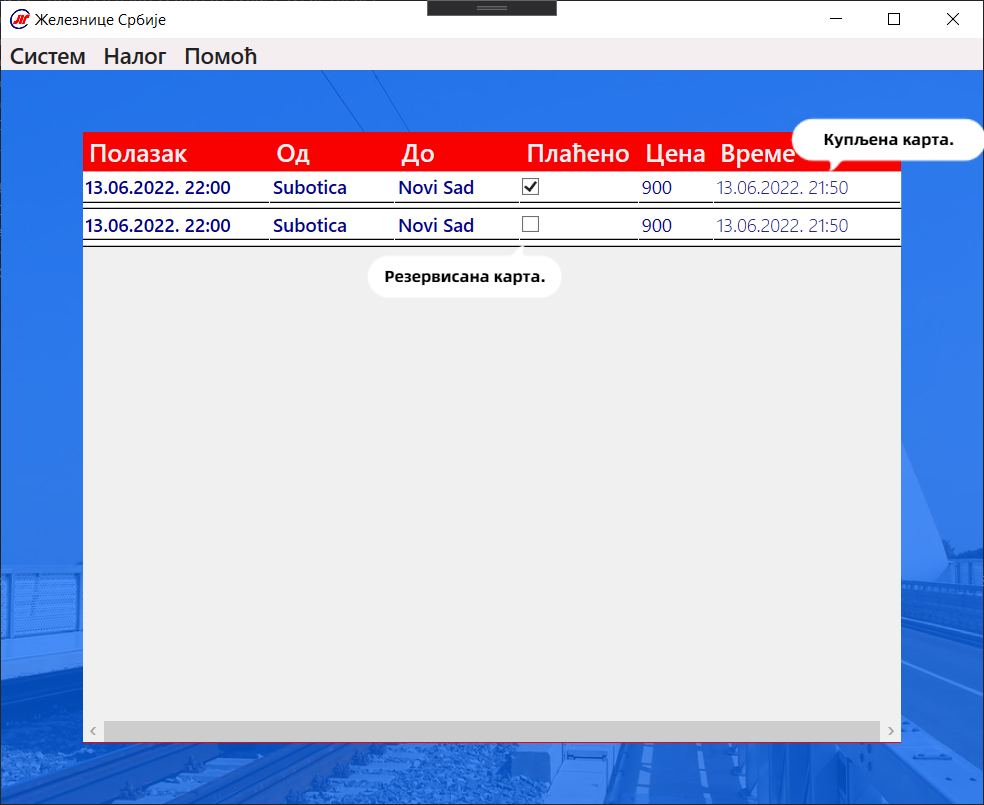 Железнице Србије
Систем Налог Помоћ
Полазак Од До Плаћено Цена Време
Купљена карта.
13.06.2022. 22:00 Subotica Novi Sad 900 13.06.2022. 21:50
13.06.2022. 22:00 Subotica Novi Sad 900 13.06.2022. 21:50
Резервисана карта.